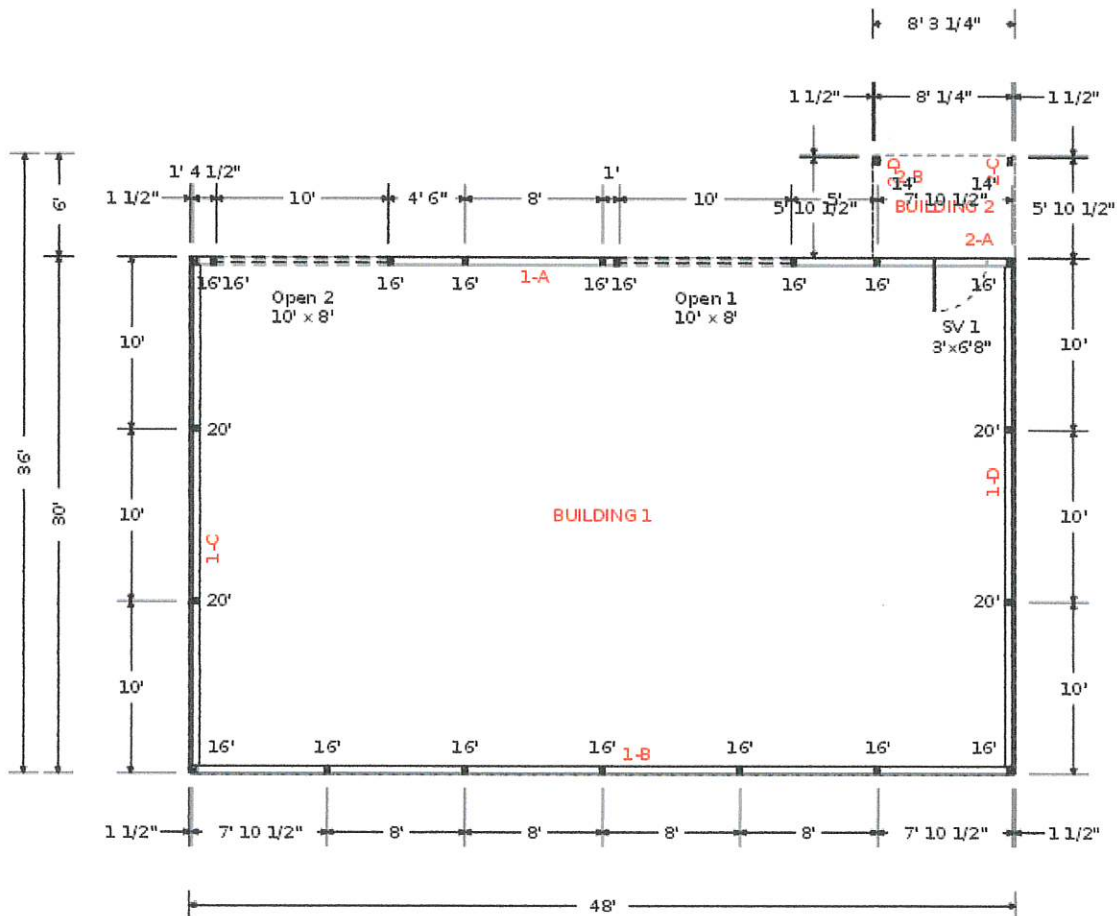 8' 3 1/4"
1 1/2" 8' 1/4" 1 1/2"
1' 4 1/2" 1' 2-D 2-B 2-C
14' 14'
1 1/2" 10' 4' 6" 8' 10' 5' 7' 10 1/2"
6' 5' 10 1/2" BUILDING 2 5' 10 1/2"
2-A
16' 16' 16' 16' 1-A 16' 16' 16' 16' 16'
Open 2 Open 1
10' x 8' 10' x 8'
SV 1
3'x6'8"
10' 10'
20' 20'
36' 30' 1-D
10' BUILDING 1 10'
1-C
20' 20'
10' 10'
16' 16' 16' 16' 1-B 16' 16' 16'
1 1/2" 7' 10 1/2" 8' 8' 8' 8' 7' 10 1/2" 1 1/2"
48'